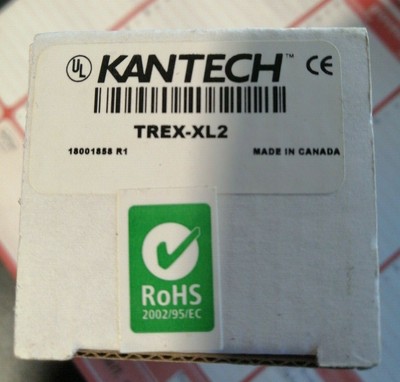 UL KANTECH™ CE
TREX-XL2
18001858 R1 MADE IN CANADA
RoHS
2002/95/EC